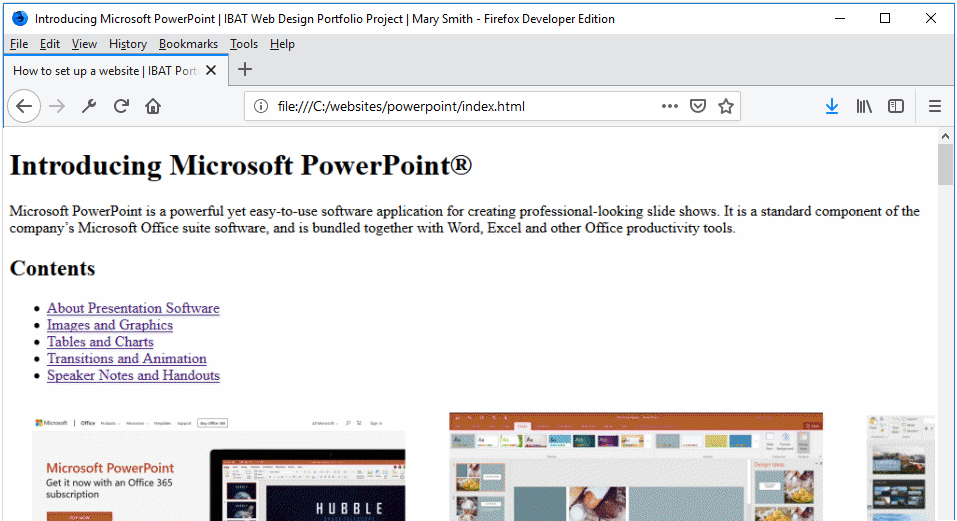 Introducing Microsoft PowerPoint | IBAT Web Design Portfolio Project | Mary Smith - Firefox Developer Edition
File Edit View History Bookmarks Tools Help
How to set up a website | IBAT Port
file:///C:/websites/powerpoint/index.html
Introducing Microsoft PowerPoint®
Microsoft PowerPoint is a powerful yet easy-to-use software application for creating professional-looking slide shows. It is a standard component of the
company’s Microsoft Office suite software, and is bundled together with Word, Excel and other Office productivity tools.
Contents
About Presentation Software
Images and Graphics
Tables and Charts
Transitions and Animation
Speaker Notes and Handouts
Microsoft | Office Products Resources Templates Support Buy Office 365 All Microsoft Sign in
Microsoft PowerPoint
Get it now with an Office 365
subscription
BUY NOW
HUBBLE
Design Ideas